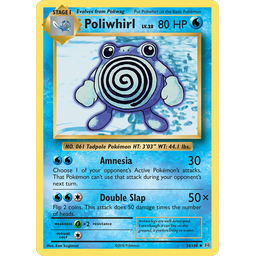 STAGE 1
Evolves from Poliwag
Put Poliwhirl on the Basic Pokémon
Poliwhirl LV.28 80 HP
NO. 061 Tadpole Pokémon HT: 3'03" WT: 44.1 lbs.
Amnesia 30
Choose 1 of your opponent's Active Pokémon's attacks.
That Pokémon can't use that attack during your opponent's
next turn.
Double Slap 50×
Flip 2 coins. This attack does 50 damage times the number
of heads.
weakness ×2
resistance
retreat cost